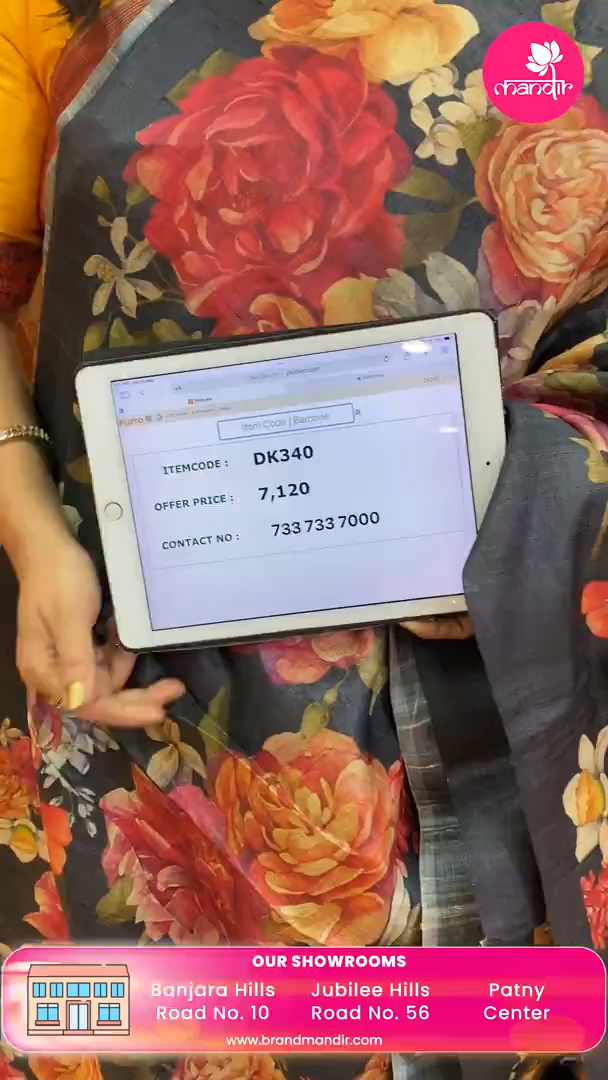 mandir
Item Code | Barcode
ITEMCODE : DK340
OFFER PRICE : 7,120
CONTACT NO : 733 733 7000
OUR SHOWROOMS
Banjara Hills
Road No. 10
Jubilee Hills
Road No. 56
Patny
Center
www.brandmandir.com